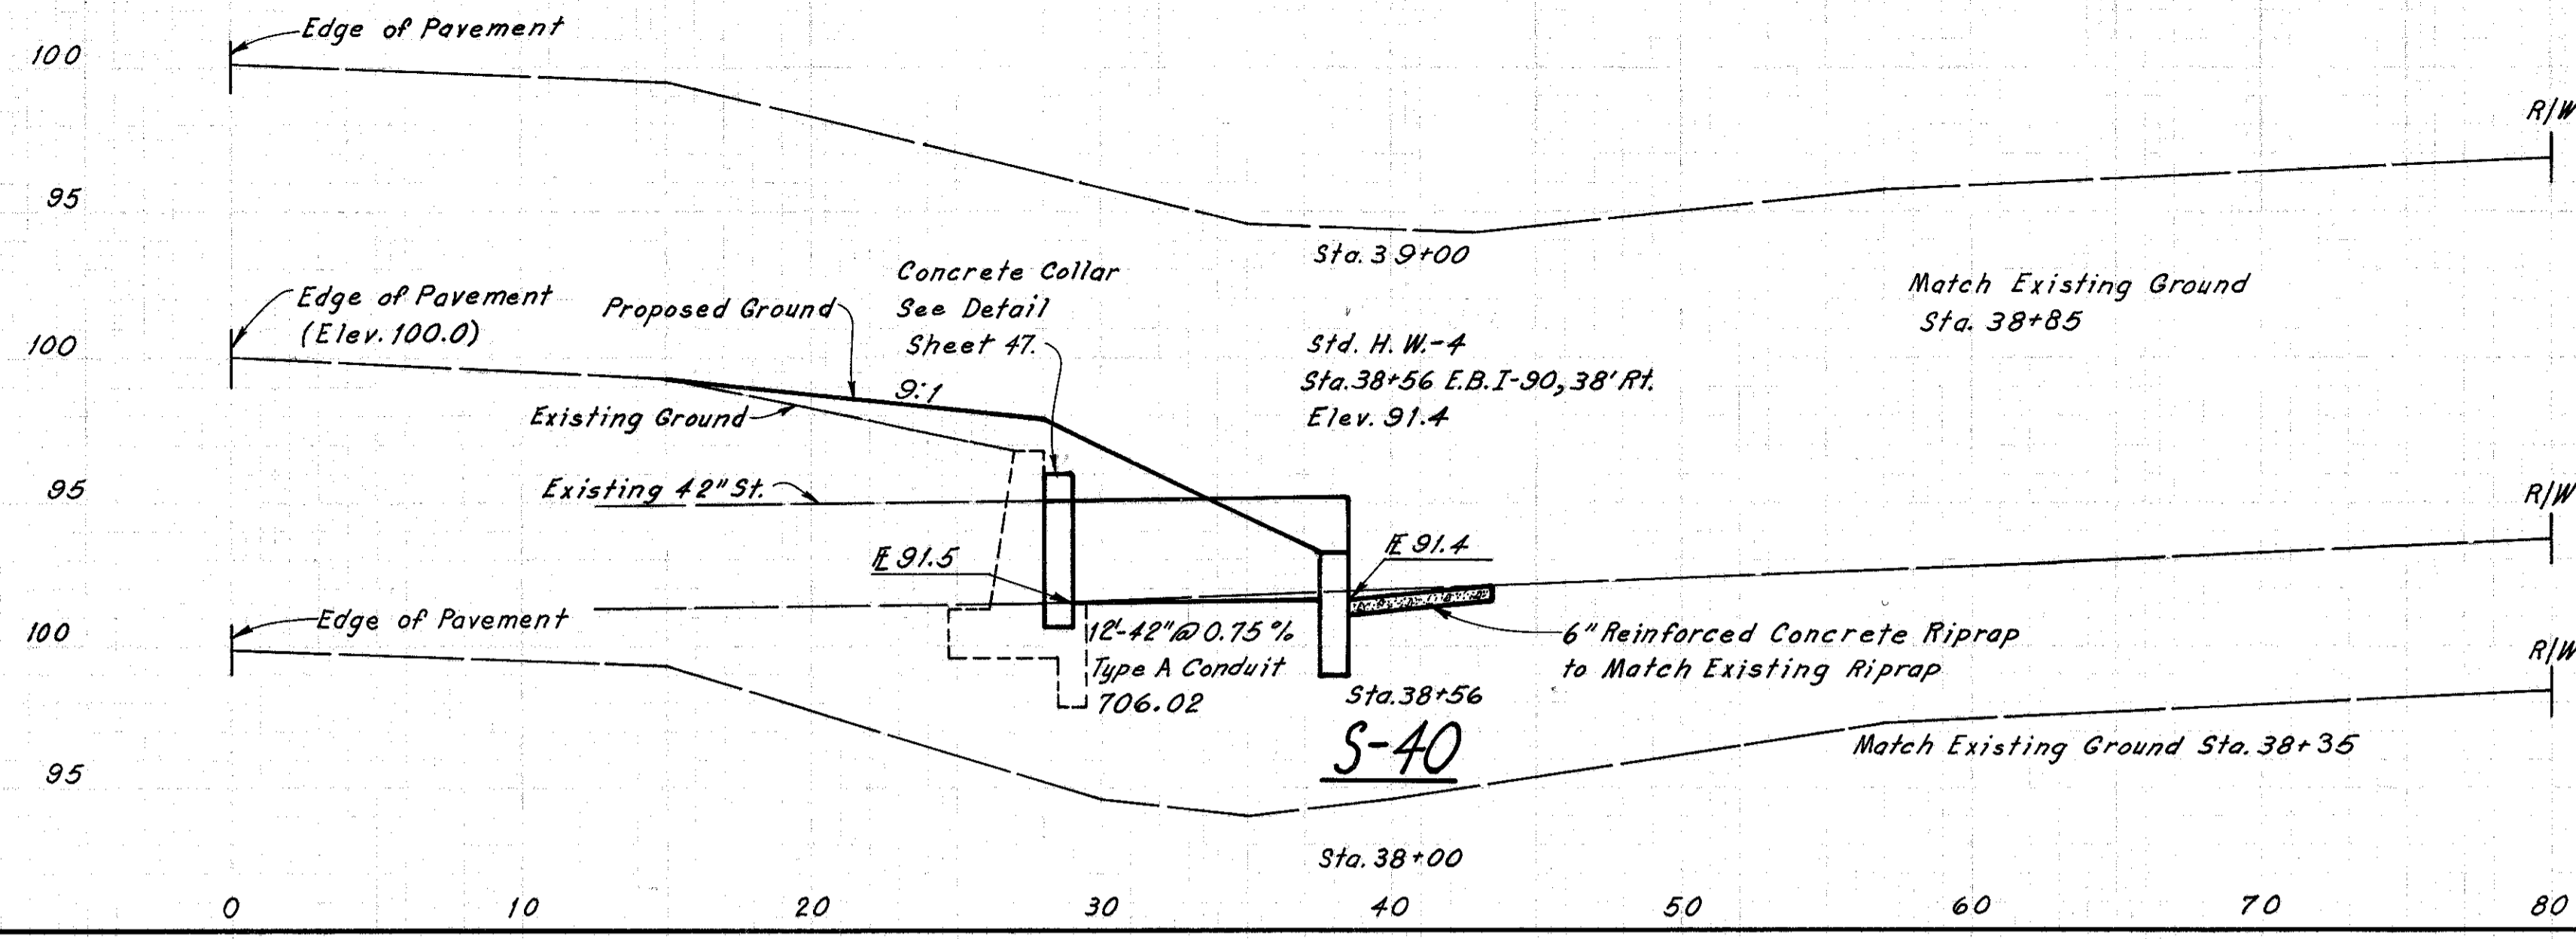 Edge of Pavement
100
R/W
95
Sta. 39+00
Match Existing Ground
Sta. 38+85
Edge of Pavement
(Elev. 100.0)
Proposed Ground
Concrete Collar
See Detail
Sheet 47.
100
9:1
Std. H. W.-4
Sta. 38+56 E.B. I-90, 38' Rt.
Elev. 91.4
Existing Ground
95
Existing 42" St.
R/W
FE 91.5
FE 91.4
100
Edge of Pavement
12'-42" @ 0.75 %
Type A Conduit
706.02
6" Reinforced Concrete Riprap
to Match Existing Riprap
R/W
Sta. 38+56
S-40
95
Match Existing Ground Sta. 38+35
Sta. 38+00
0 10 20 30 40 50 60 70 80